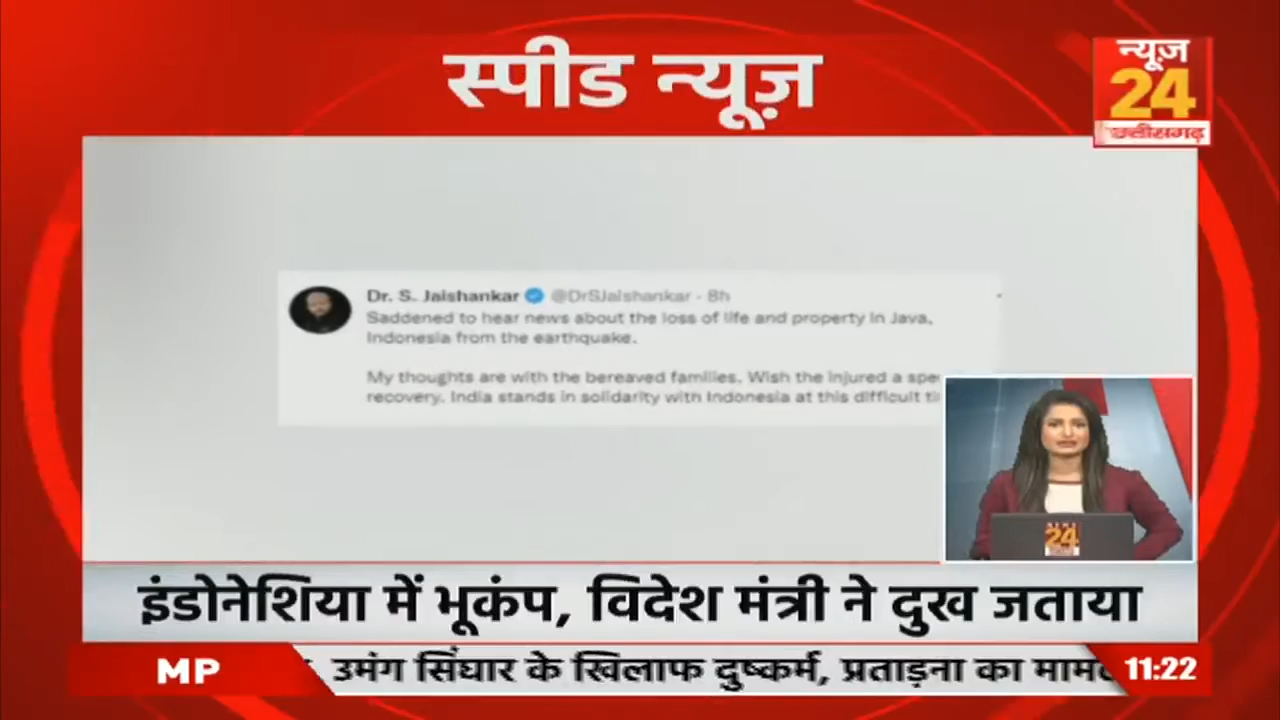 स्पीड न्यूज़
न्यूज़
24
छत्तीसगढ़
Dr. S. Jaishankar @DrSJaishankar · 8h
Saddened to hear news about the loss of life and property in Java,
Indonesia from the earthquake.
My thoughts are with the bereaved families. Wish the injured a
recovery. India stands in solidarity with Indonesia at this difficult
NEWS
24
इंडोनेशिया में भूकंप, विदेश मंत्री ने दुख जताया
MP
उमंग सिंघार के खिलाफ दुष्कर्म, प्रताड़ना का
11:22